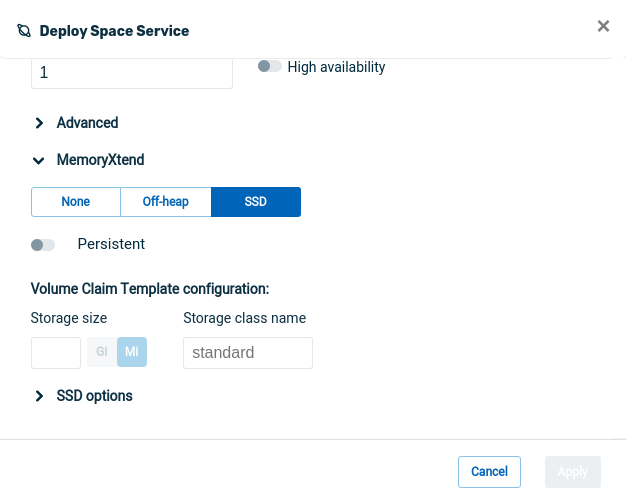 Deploy Space Service
1
High availability
Advanced
MemoryXtend
None Off-heap SSD
Persistent
Volume Claim Template configuration:
Storage size Storage class name
GI MI standard
SSD options
Cancel Apply